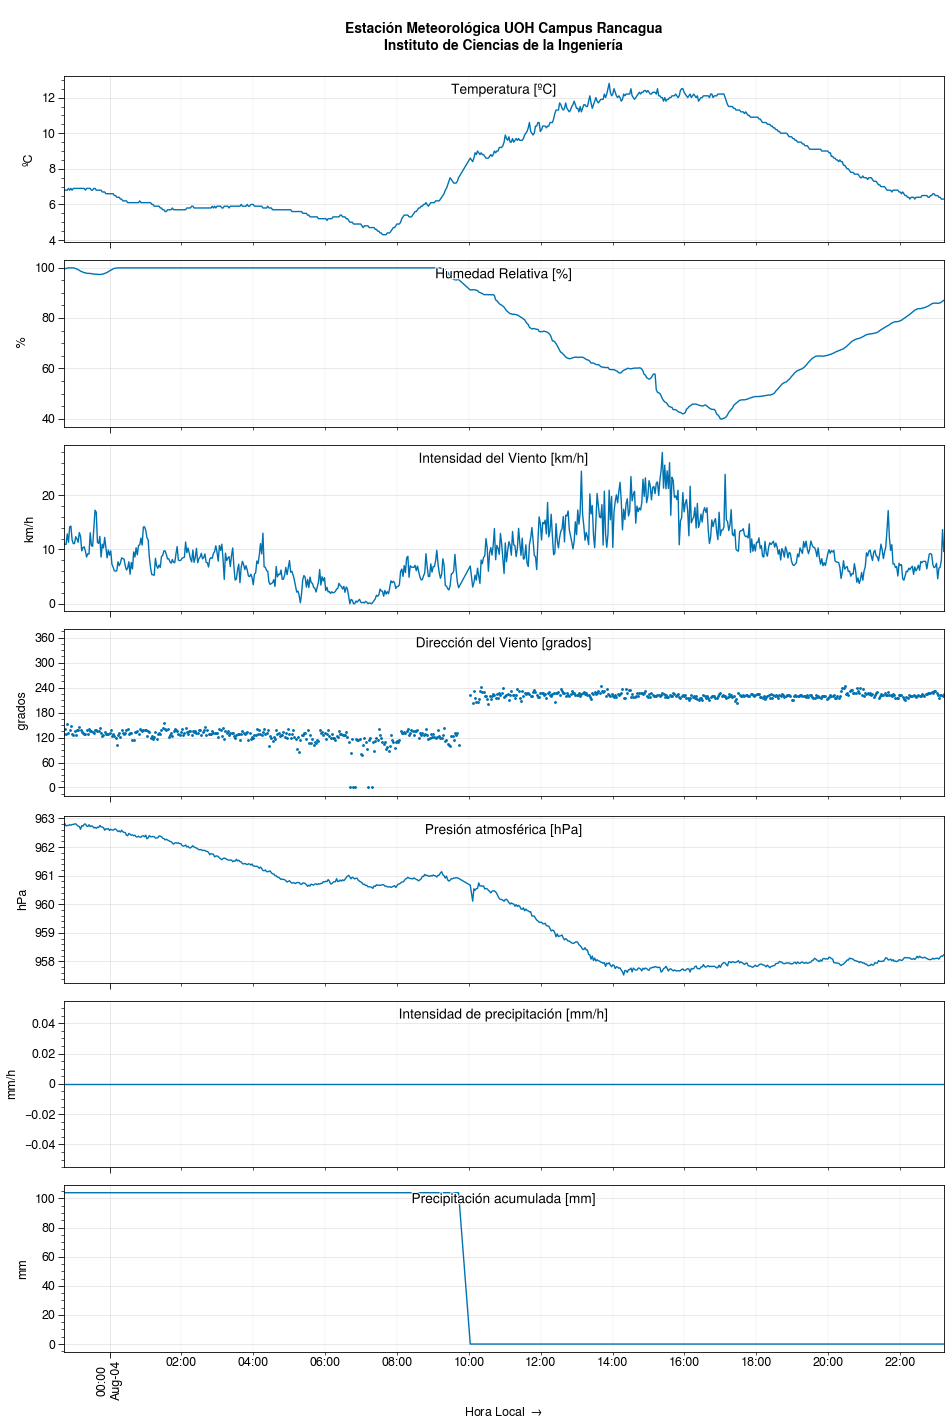 Estación Meteorológica UOH Campus Rancagua
Instituto de Ciencias de la Ingeniería
Temperatura [ºC]
ºC
12
10
8
6
4
Humedad Relativa [%]
%
100
80
60
40
Intensidad del Viento [km/h]
km/h
20
10
0
Dirección del Viento [grados]
grados
360
300
240
180
120
60
0
Presión atmosférica [hPa]
hPa
963
962
961
960
959
958
Intensidad de precipitación [mm/h]
mm/h
0.04
0.02
0
−0.02
−0.04
Precipitación acumulada [mm]
mm
100
80
60
40
20
0
00:00
Aug-04
02:00 04:00 06:00 08:00 10:00 12:00 14:00 16:00 18:00 20:00 22:00
Hora Local →